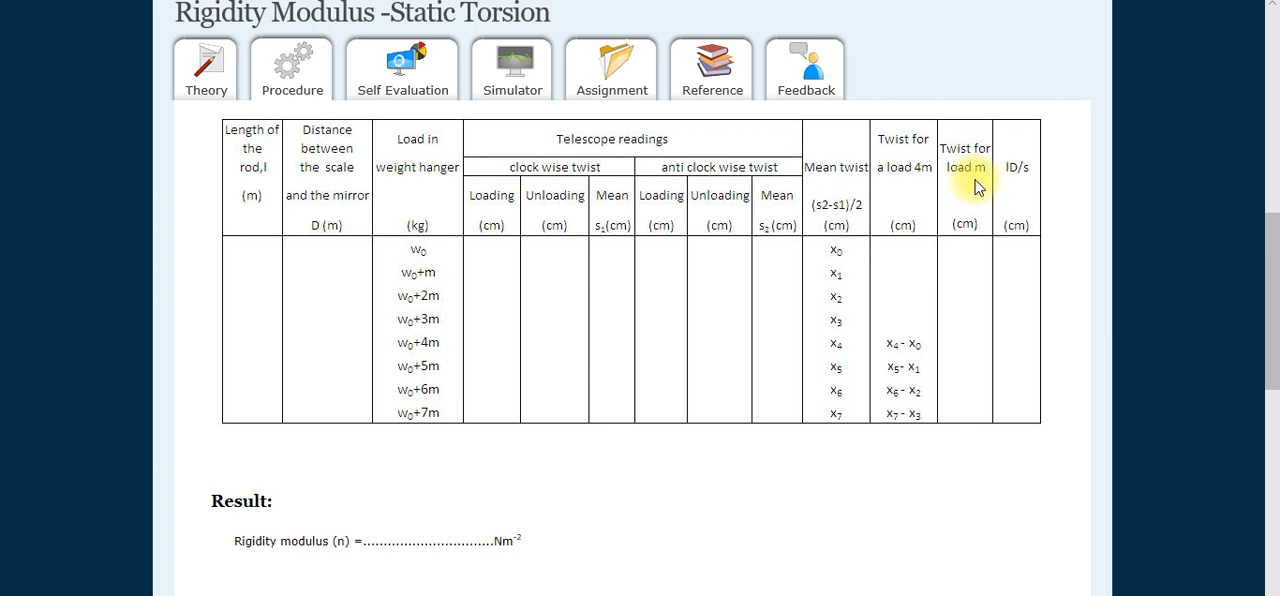 Rigidity Modulus -Static Torsion
Theory
Procedure
Self Evaluation
Simulator
Assignment
Reference
Feedback
Length of the rod,l (m)
Distance between the scale and the mirror D (m)
Load in weight hanger (kg)
Telescope readings
clock wise twist
anti clock wise twist
Loading (cm)
Unloading (cm)
Mean s₁(cm)
Loading (cm)
Unloading (cm)
Mean s₂(cm)
Mean twist (s2-s1)/2 (cm)
Twist for a load 4m (cm)
Twist for load m (cm)
lD/s (cm)
w₀ x₀
w₀+m x₁
w₀+2m x₂
w₀+3m x₃
w₀+4m x₄ x₄- x₀
w₀+5m x₅ x₅- x₁
w₀+6m x₆ x₆- x₂
w₀+7m x₇ x₇- x₃
Result:
Rigidity modulus (n) =................................Nm⁻²